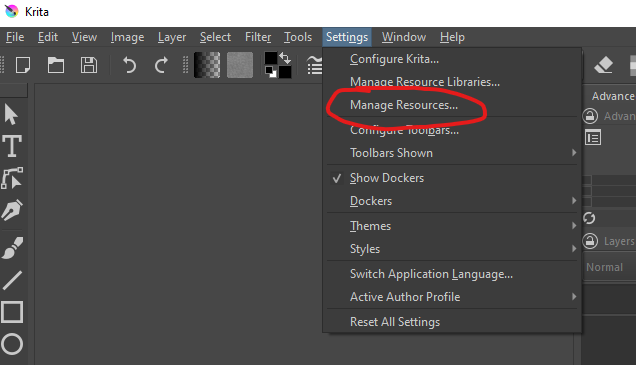 Krita
File Edit View Image Layer Select Filter Tools Settings Window Help
Configure Krita...
Manage Resource Libraries...
Manage Resources...
Configure Toolbars...
Toolbars Shown
Show Dockers
Dockers
Themes
Styles
Switch Application Language...
Active Author Profile
Reset All Settings
Advance
Advan
Layers
Normal